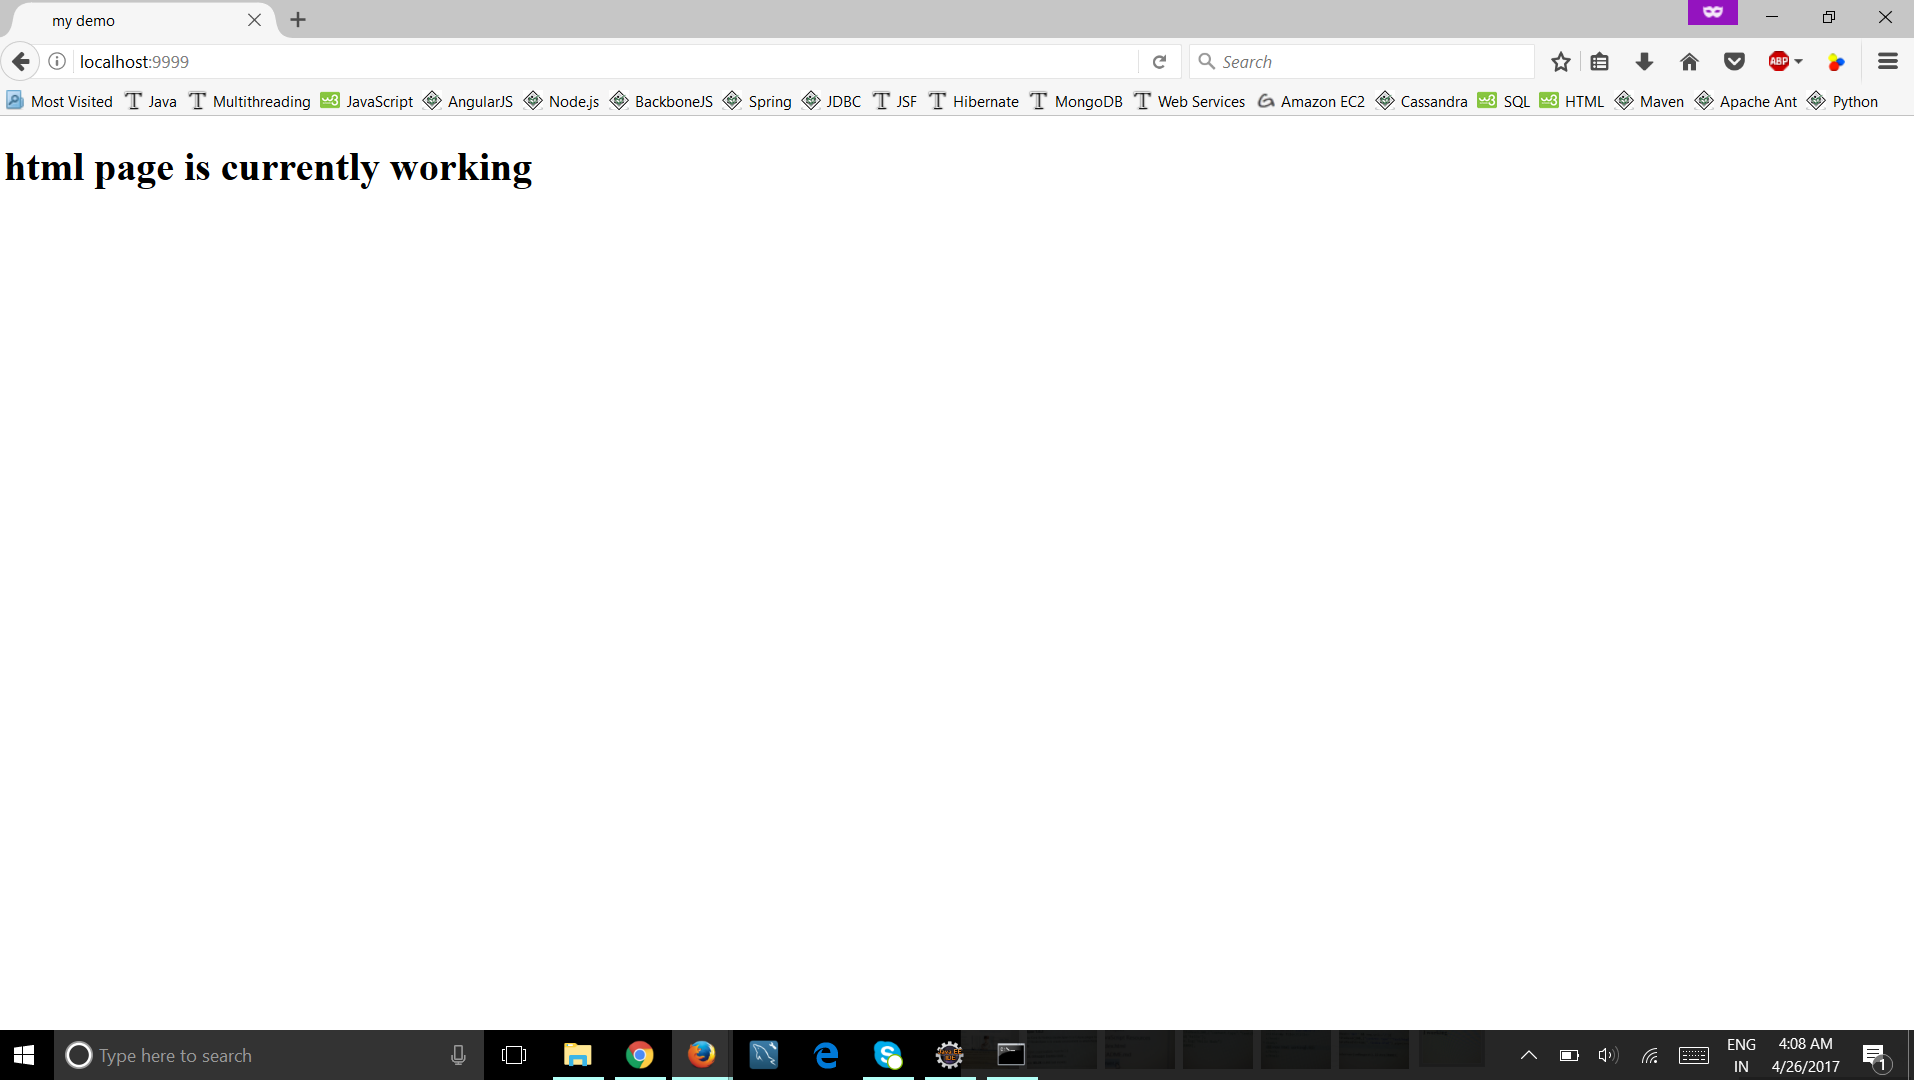 my demo
localhost:9999
Search
ABP
Most Visited Java Multithreading JavaScript AngularJS Node.js BackboneJS Spring JDBC JSF Hibernate MongoDB Web Services Amazon EC2 Cassandra SQL HTML Maven Apache Ant Python
html page is currently working
Type here to search
ENG
IN
4:08 AM
4/26/2017
1